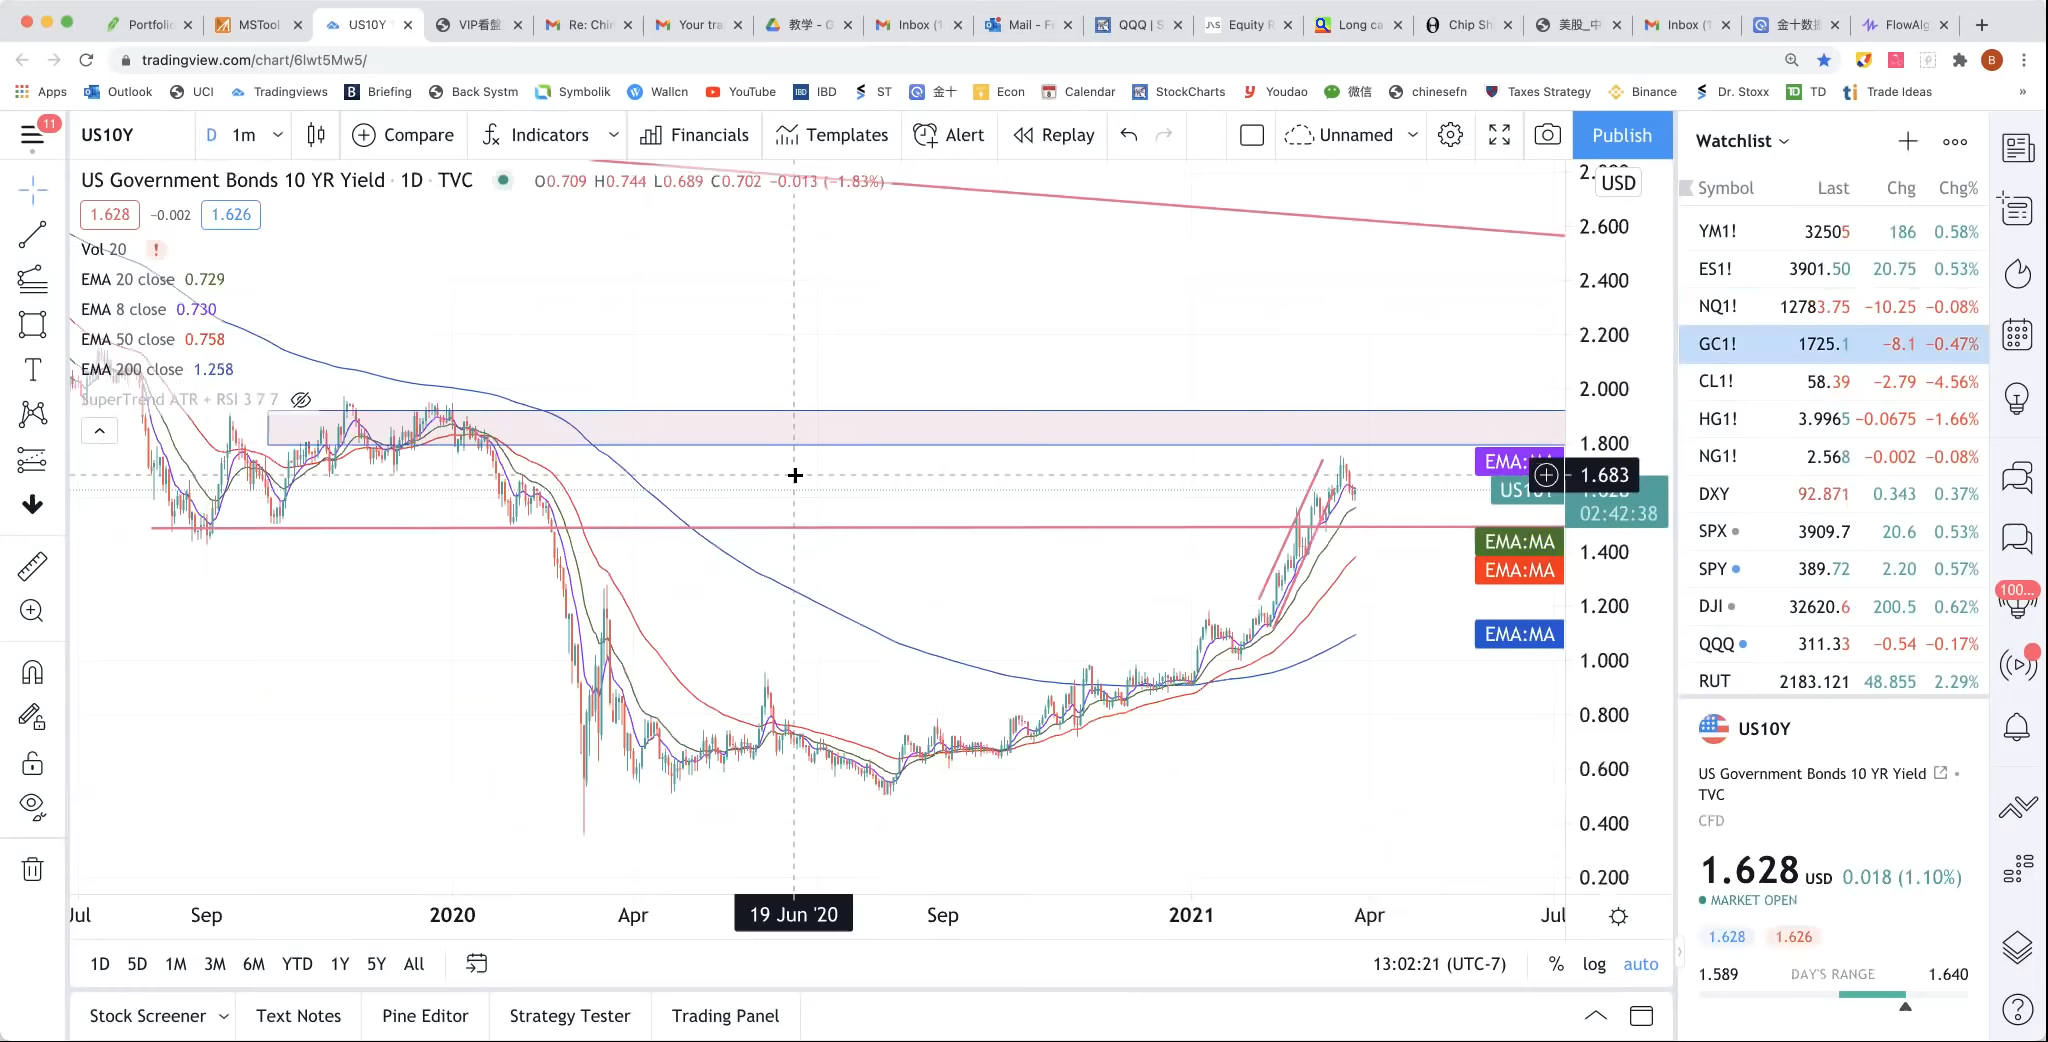 Portfolio
MSTool
US10Y
VIP看盤
Re: Chin
Your tra
教学 - G
Inbox (1
Mail - F
QQQ | S
Equity R
Long ca
Chip Sh
美股_中
Inbox (1
金十数据
FlowAlg
tradingview.com/chart/6lwt5Mw5/
B
Apps
Outlook
UCI
Tradingviews
Briefing
Back Systm
Symbolik
Wallcn
YouTube
IBD
ST
金十
Econ
Calendar
StockCharts
Youdao
微信
chinesefn
Taxes Strategy
Binance
Dr. Stoxx
TD
Trade Ideas
»
11
US10Y
D 1m
Compare
Indicators
Financials
Templates
Alert
Replay
Unnamed
Publish
US Government Bonds 10 YR Yield · 1D · TVC
O0.709 H0.744 L0.689 C0.702 −0.013 (−1.83%)
1.628 −0.002 1.626
Vol 20 !
EMA 20 close 0.729
EMA 8 close 0.730
EMA 50 close 0.758
EMA 200 close 1.258
SuperTrend ATR + RSI 3 7 7
USD
2.600
2.400
2.200
2.000
1.800
1.683
02:42:38
1.400
1.200
1.000
0.800
0.600
0.400
0.200
EMA:MA
EMA:MA
EMA:MA
Sep
2020
Apr
19 Jun '20
Sep
2021
Apr
Jul
1D 5D 1M 3M 6M YTD 1Y 5Y All
13:02:21 (UTC-7)
% log auto
Stock Screener
Text Notes
Pine Editor
Strategy Tester
Trading Panel
Watchlist
Symbol Last Chg Chg%
YM1! 32505 186 0.58%
ES1! 3901.50 20.75 0.53%
NQ1! 12783.75 −10.25 −0.08%
GC1! 1725.1 −8.1 −0.47%
CL1! 58.39 −2.79 −4.56%
HG1! 3.9965 −0.0675 −1.66%
NG1! 2.568 −0.002 −0.08%
DXY 92.871 0.343 0.37%
SPX 3909.7 20.6 0.53%
SPY 389.72 2.20 0.57%
DJI 32620.6 200.5 0.62%
QQQ 311.33 −0.54 −0.17%
RUT 2183.121 48.855 2.29%
US10Y
US Government Bonds 10 YR Yield
TVC
CFD
1.628 USD 0.018 (1.10%)
MARKET OPEN
1.628 1.626
1.589 DAY'S RANGE 1.640
100...